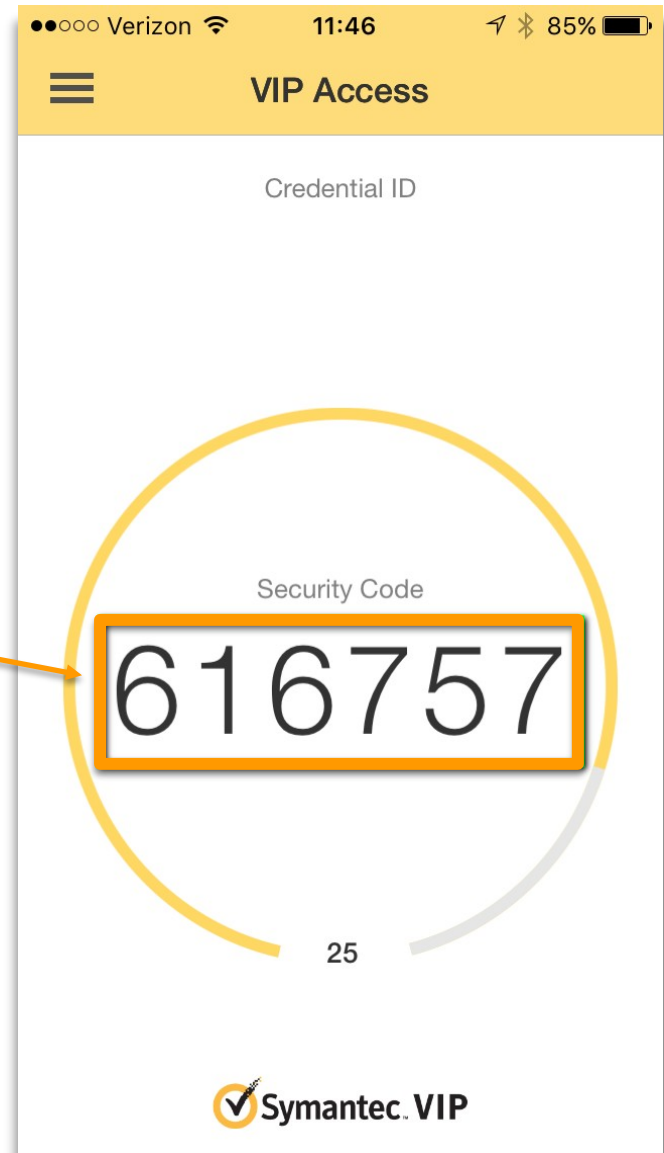 Verizon 11:46 85%
VIP Access
Credential ID
Security Code
616757
25
Symantec. VIP